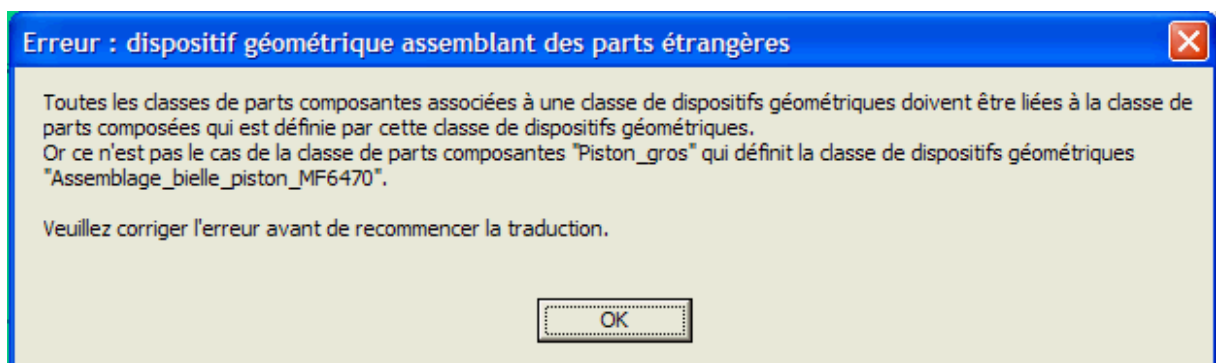 Erreur : dispositif géométrique assemblant des parts étrangères
Toutes les classes de parts composantes associées à une classe de dispositifs géométriques doivent être liées à la classe de
parts composées qui est définie par cette classe de dispositifs géométriques.
Or ce n'est pas le cas de la classe de parts composantes "Piston_gros" qui définit la classe de dispositifs géométriques
"Assemblage_bielle_piston_MF6470".
Veuillez corriger l'erreur avant de recommencer la traduction.
OK